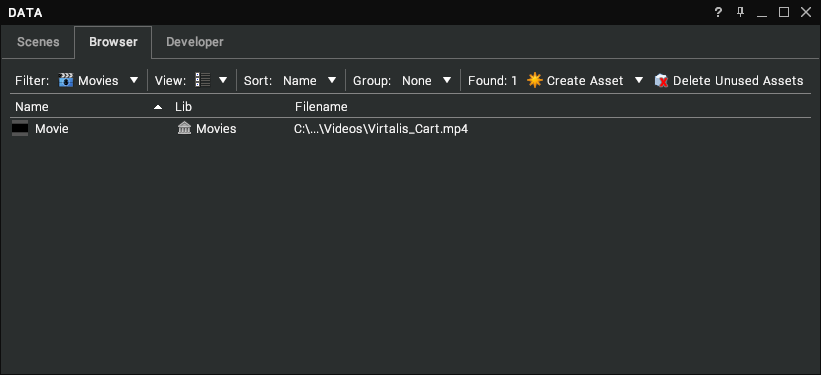 DATA ?
Scenes Browser Developer
Filter: Movies View: Sort: Name Group: None Found: 1 Create Asset Delete Unused Assets
Name Lib Filename
Movie Movies C:\...\Videos\Virtalis_Cart.mp4